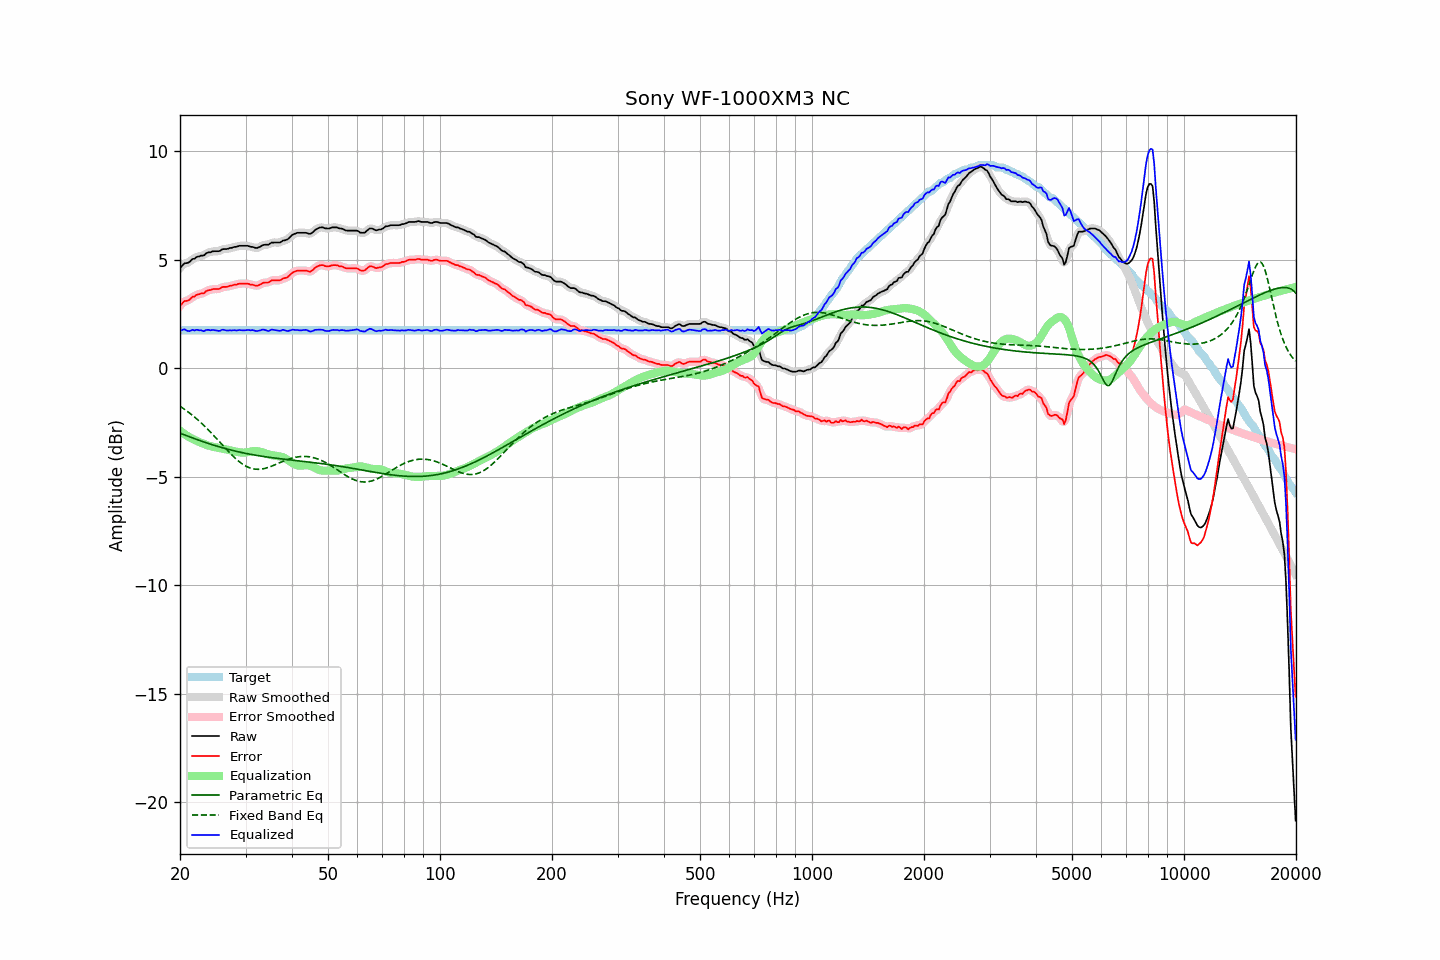 Sony WF-1000XM3 NC
10
5
0
−5
−10
−15
−20
Amplitude (dBr)
Target
Raw Smoothed
Error Smoothed
Raw
Error
Equalization
Parametric Eq
Fixed Band Eq
Equalized
20
50
100
200
500
1000
2000
5000
10000
20000
Frequency (Hz)